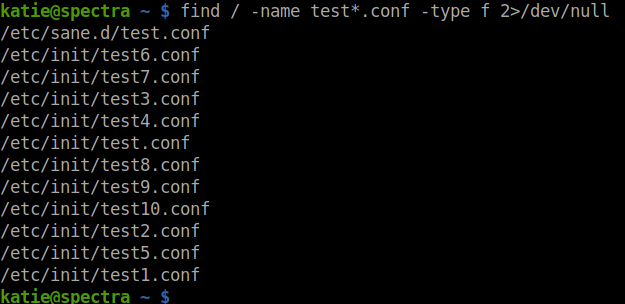 katie@spectra ~ $ find / -name test*.conf -type f 2>/dev/null
/etc/sane.d/test.conf
/etc/init/test6.conf
/etc/init/test7.conf
/etc/init/test3.conf
/etc/init/test4.conf
/etc/init/test.conf
/etc/init/test8.conf
/etc/init/test9.conf
/etc/init/test10.conf
/etc/init/test2.conf
/etc/init/test5.conf
/etc/init/test1.conf
katie@spectra ~ $